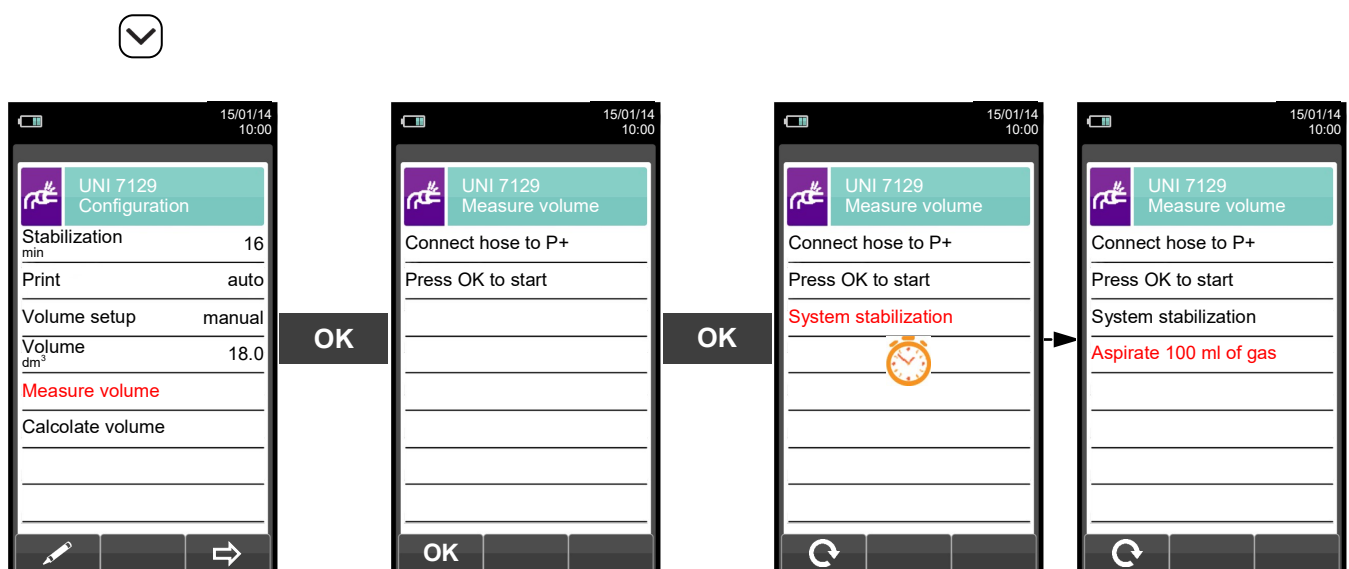 15/01/14
10:00
UNI 7129
Configuration
Stabilization
min
16
Print
auto
Volume setup
manual
Volume
dm³
18.0
Measure volume
Calcolate volume
OK
15/01/14
10:00
UNI 7129
Measure volume
Connect hose to P+
Press OK to start
OK
OK
15/01/14
10:00
UNI 7129
Measure volume
Connect hose to P+
Press OK to start
System stabilization
15/01/14
10:00
UNI 7129
Measure volume
Connect hose to P+
Press OK to start
System stabilization
Aspirate 100 ml of gas